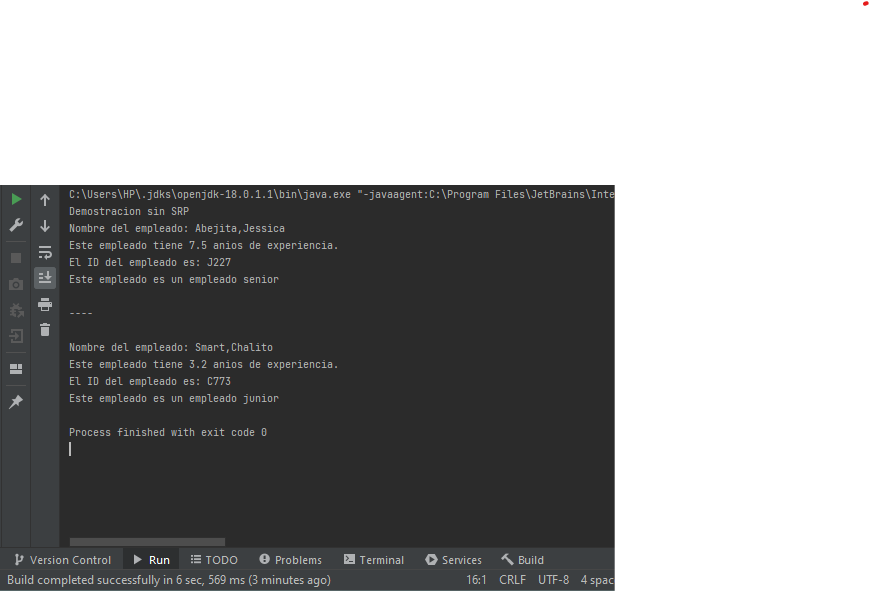 C:\Users\HP\.jdks\openjdk-18.0.1.1\bin\java.exe "-javaagent:C:\Program Files\JetBrains\Inte
Demostracion sin SRP
Nombre del empleado: Abejita,Jessica
Este empleado tiene 7.5 anios de experiencia.
El ID del empleado es: J227
Este empleado es un empleado senior
----
Nombre del empleado: Smart,Chalito
Este empleado tiene 3.2 anios de experiencia.
El ID del empleado es: C773
Este empleado es un empleado junior
Process finished with exit code 0
Version Control Run TODO Problems Terminal Services Build
Build completed successfully in 6 sec, 569 ms (3 minutes ago) 16:1 CRLF UTF-8 4 spac